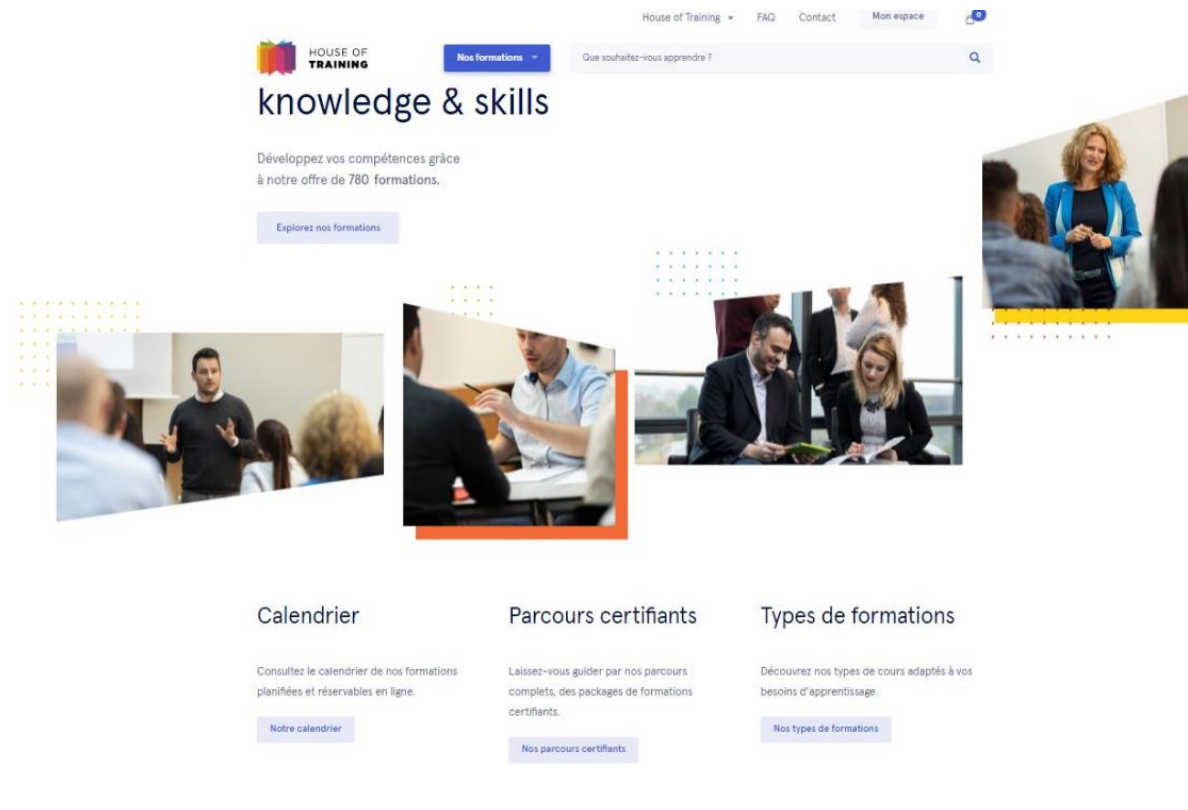 House of Training FAQ Contact Mon espace 0
HOUSE OF
TRAINING
Nos formations
Que souhaitez-vous apprendre ?
knowledge & skills
Développez vos compétences grâce
à notre offre de 780 formations.
Explorez nos formations
Calendrier
Consultez le calendrier de nos formations
planifiées et réservables en ligne.
Notre calendrier
Parcours certifiants
Laissez-vous guider par nos parcours
complets, des packages de formations
certifiants.
Nos parcours certifiants
Types de formations
Découvrez nos types de cours adaptés à vos
besoins d'apprentissage.
Nos types de formations